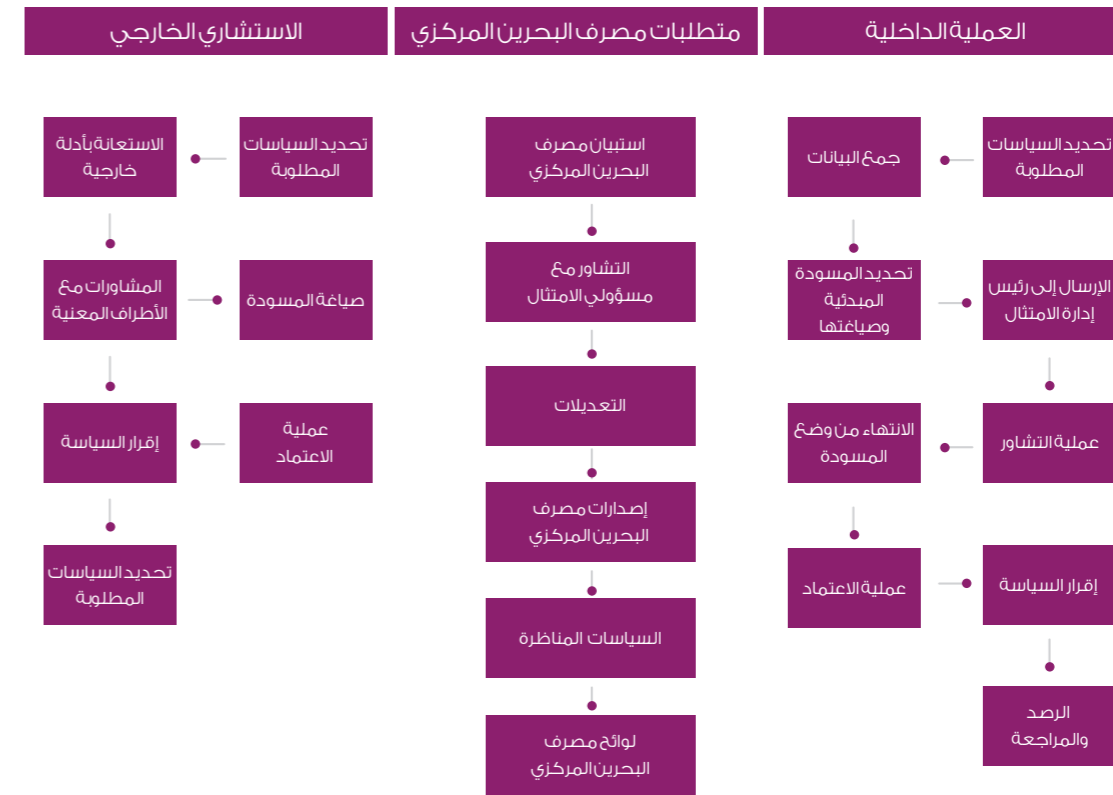 العملية الداخلية
متطلبات مصرف البحرين المركزي
الاستشاري الخارجي
تحديد السياسات
المطلوبة
جمع البيانات
الإرسال إلى رئيس
إدارة الامتثال
تحديد المسودة
المبدئية
وصياغتها
عملية التشاور
الانتهاء من وضع
المسودة
إقرار السياسة
عملية الاعتماد
الرصد
والمراجعة
استبيان مصرف
البحرين المركزي
التشاور مع
مسؤولي الامتثال
التعديلات
إصدارات مصرف
البحرين المركزي
السياسات المناظرة
لوائح مصرف
البحرين المركزي
تحديد السياسات
المطلوبة
الاستعانة بأدلة
خارجية
صياغة المسودة
المشاورات مع
الأطراف المعنية
عملية
الاعتماد
إقرار السياسة
تحديد السياسات
المطلوبة